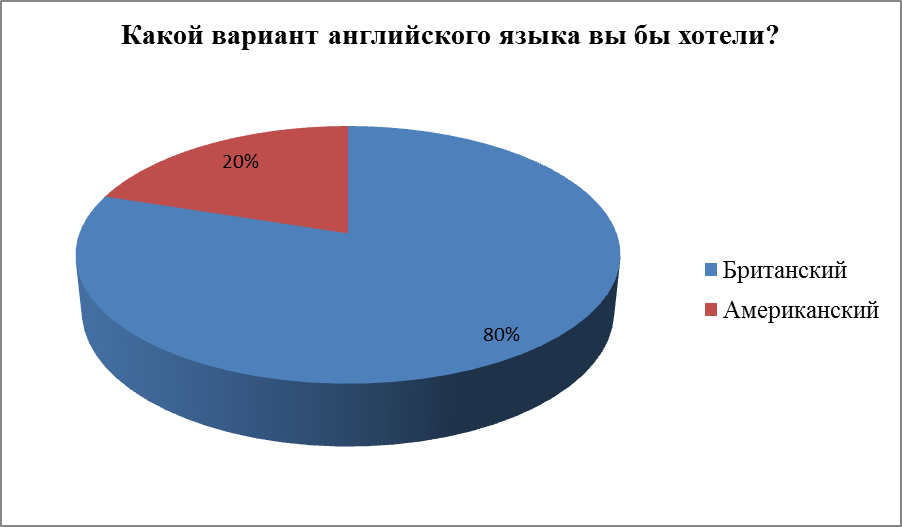 Какой вариант английского языка вы бы хотели?
20%
80%
Британский
Американский